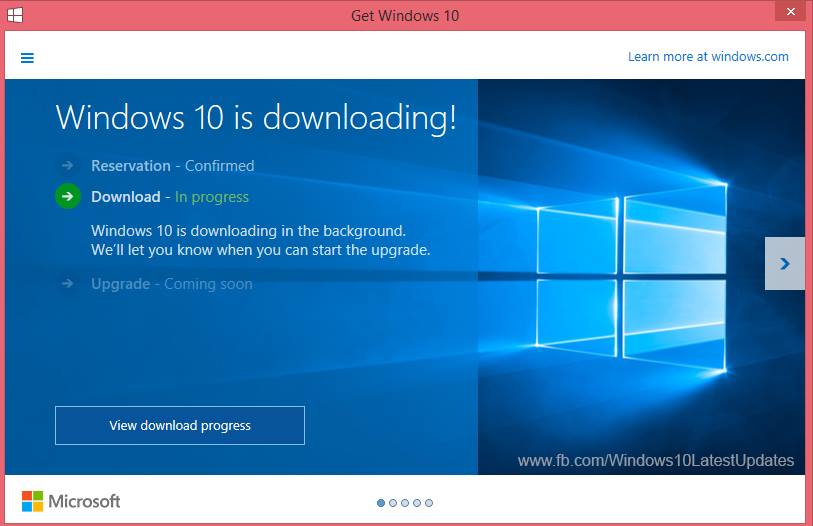 Get Windows 10
Learn more at windows.com
Windows 10 is downloading!
Reservation - Confirmed
Download - In progress
Windows 10 is downloading in the background.
We'll let you know when you can start the upgrade.
Upgrade - Coming soon
View download progress
www.fb.com/Windows10LatestUpdates
Microsoft